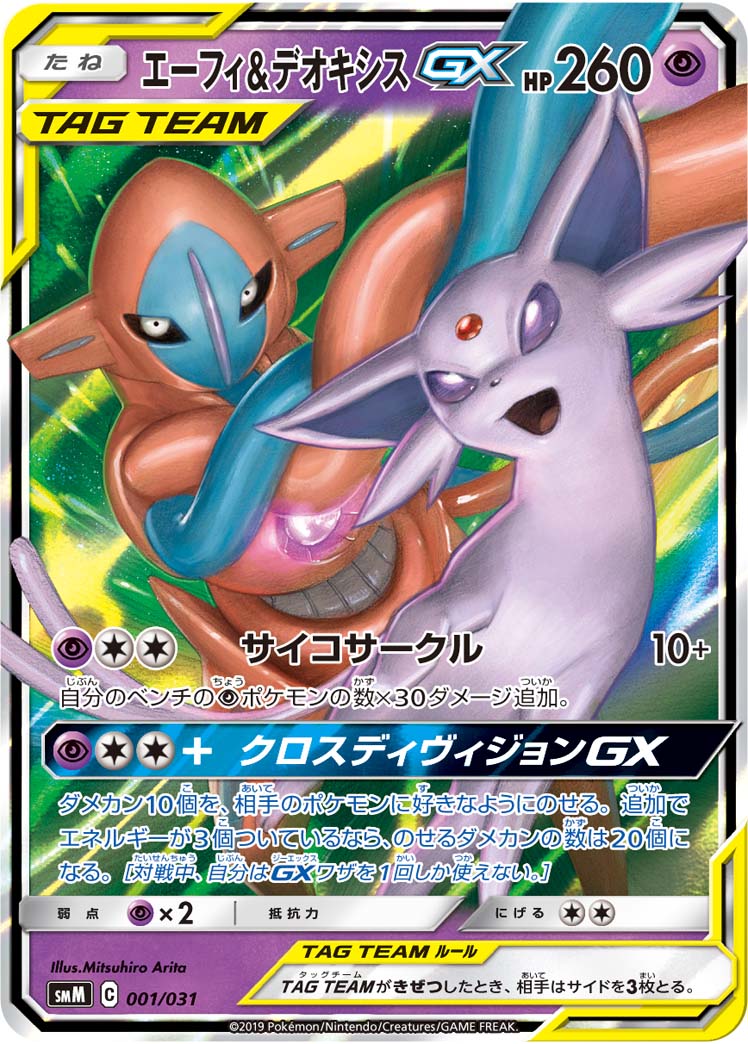 たね エーフィ&デオキシスGX HP260
TAG TEAM
サイコサークル 10+
自分のベンチのポケモンの数×30ダメージ追加。
+ クロスディヴィジョンGX
ダメカン10個を、相手のポケモンに好きなようにのせる。追加で
エネルギーが3個ついているなら、のせるダメカンの数は20個に
なる。[対戦中、自分はGXワザを1回しか使えない。]
弱点 ×2 抵抗力 にげる
TAG TEAM ルール
TAG TEAMがきぜつしたとき、相手はサイドを3枚とる。
Illus.Mitsuhiro Arita
SMM C 001/031
©2019 Pokémon/Nintendo/Creatures/GAME FREAK.